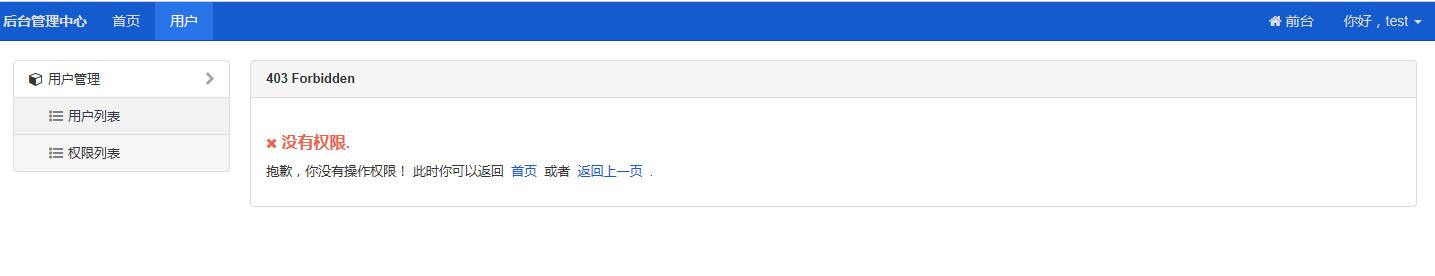 后台管理中心 首页 用户 前台 你好，test
用户管理
用户列表
权限列表
403 Forbidden
没有权限.
抱歉，你没有操作权限！ 此时你可以返回 首页 或者 返回上一页 .